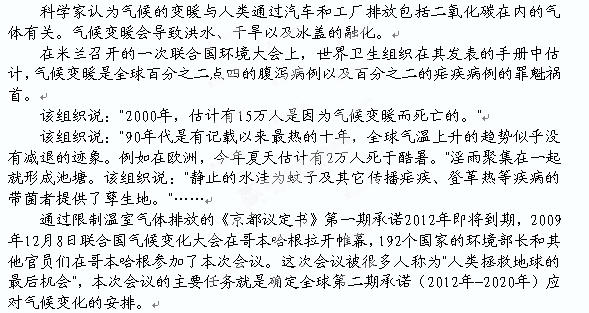 科学家认为气候的变暖与人类通过汽车和工厂排放包括二氧化碳在内的气
体有关。气候变暖会导致洪水、干旱以及冰盖的融化。
在米兰召开的一次联合国环境大会上，世界卫生组织在其发表的手册中估
计，气候变暖是全球百分之二点四的腹泻病例以及百分之二的疟疾病例的罪魁祸
首。
该组织说："2000年，估计有15万人是因为气候变暖而死亡的。"
该组织说："90年代是有记载以来最热的十年，全球气温上升的趋势似乎没
有减退的迹象。例如在欧洲，今年夏天估计有2万人死于酷暑。"淫雨聚集在一起
就形成池塘。该组织说："静止的水洼为蚊子及其它传播疟疾、登革热等疾病的
带菌者提供了孳生地。"……
通过限制温室气体排放的《京都议定书》第一期承诺2012年即将到期，2009
年12月8日联合国气候变化大会在哥本哈根拉开帷幕，192个国家的环境部长和其
他官员们在哥本哈根参加了本次会议。这次会议被很多人称为"人类拯救地球的
最后机会"，本次会议的主要任务就是确定全球第二期承诺（2012年—2020年）应
对气候变化的安排。